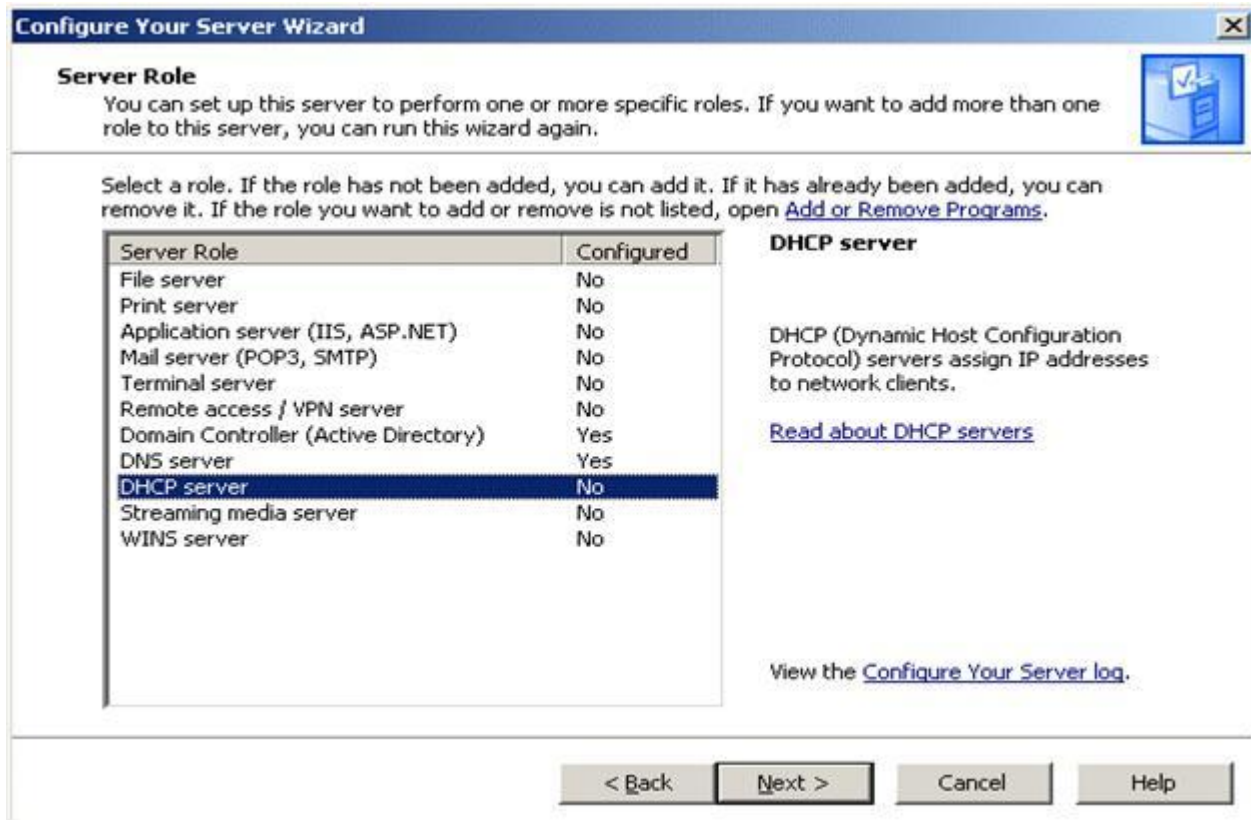 Configure Your Server Wizard
Server Role
You can set up this server to perform one or more specific roles. If you want to add more than one
role to this server, you can run this wizard again.
Select a role. If the role has not been added, you can add it. If it has already been added, you can
remove it. If the role you want to add or remove is not listed, open Add or Remove Programs.
Server Role Configured
File server No
Print server No
Application server (IIS, ASP.NET) No
Mail server (POP3, SMTP) No
Terminal server No
Remote access / VPN server No
Domain Controller (Active Directory) Yes
DNS server Yes
DHCP server No
Streaming media server No
WINS server No
DHCP server
DHCP (Dynamic Host Configuration
Protocol) servers assign IP addresses
to network clients.
Read about DHCP servers
View the Configure Your Server log.
< Back Next > Cancel Help